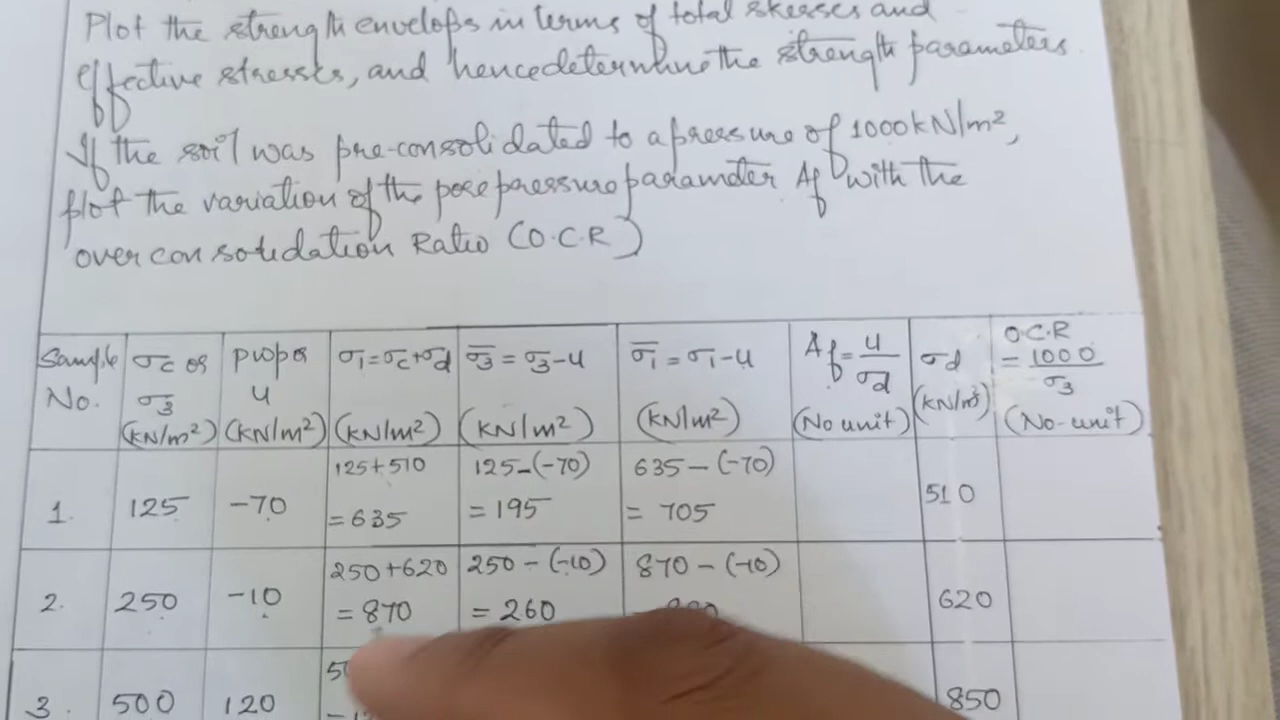 Plot the strength envelops in terms of total stresses and
effective stresses, and hence determine the strength parameters.
If the soil was pre-consolidated to a pressure of 1000kN/m²,
plot the variation of the pore pressure paramter Af with the
over consolidation Ratio (O.C.R)
Sample No. | σc or σ3 (kN/m²) | pwp or u (kN/m²) | σ1=σc+σd (kN/m²) | σ̅3 = σ3-u (kN/m²) | σ̅1 = σ1-u (kN/m²) | Af = u/σd (No unit) | σd (kN/m²) | O.C.R = 1000/σ3 (No-unit)
1. | 125 | -70 | 125+510 = 635 | 125-(-70) = 195 | 635-(-70) = 705 | 510
2. | 250 | -10 | 250+620 = 870 | 250-(-10) = 260 | 870-(-10) | 620
3. | 500 | 120 | 850